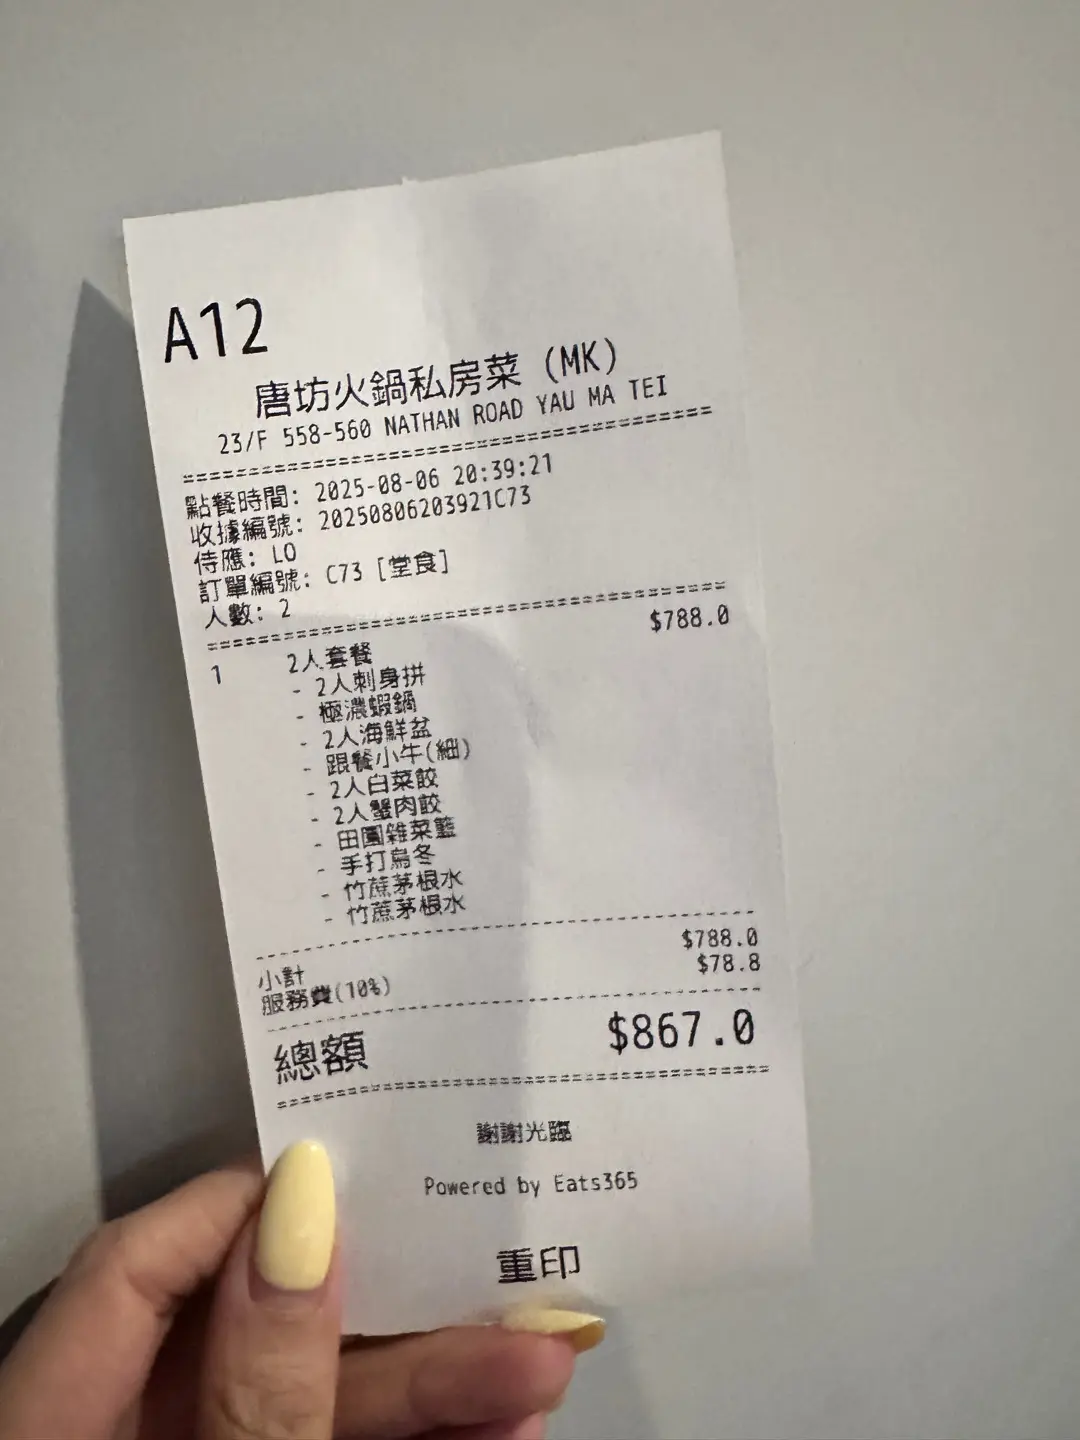 A12
唐坊火鍋私房菜 (MK)
23/F 558-560 NATHAN ROAD YAU MA TEI
點餐時間: 2025-08-06 20:39:21
收據編號: 20250806203921C73
侍應: LO
訂單編號: C73 [堂食]
人數: 2
1 2人套餐 $788.0
- 2人刺身拼
- 極濃蝦鍋
- 2人海鮮盆
- 跟餐小牛(細)
- 2人白菜餃
- 2人蟹肉餃
- 田園雜菜籃
- 手打烏冬
- 竹蔗茅根水
- 竹蔗茅根水
小計 $788.0
服務費(10%) $78.8
總額 $867.0
謝謝光臨
Powered by Eats365
重印